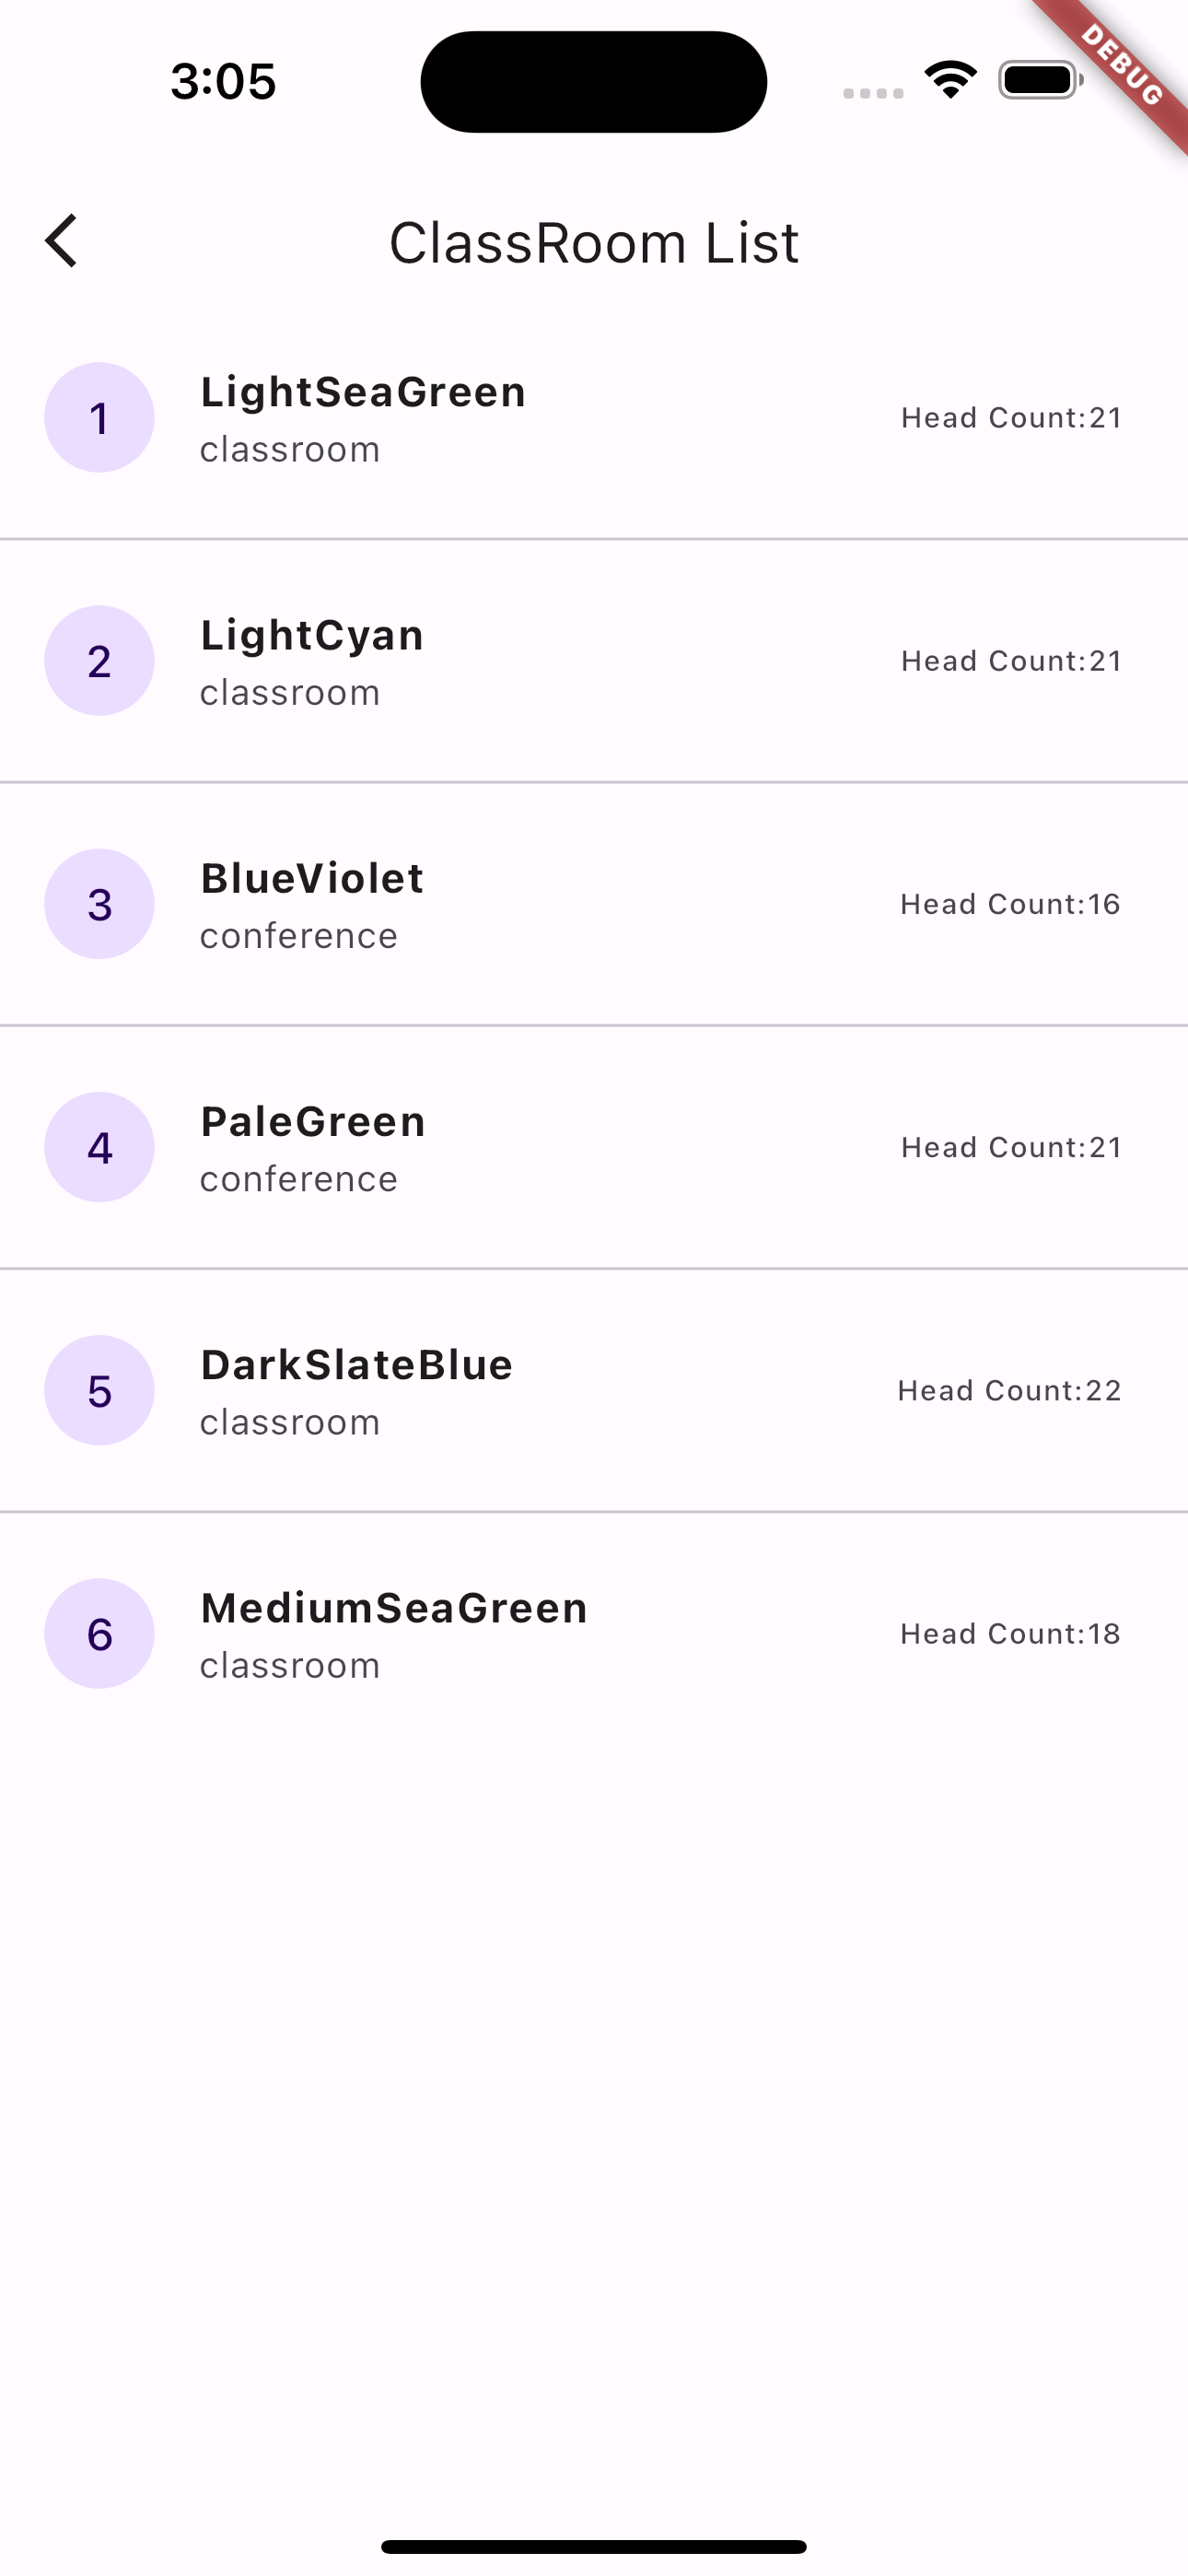 3:05
DEBUG
ClassRoom List
1
LightSeaGreen
classroom
Head Count:21
2
LightCyan
classroom
Head Count:21
3
BlueViolet
conference
Head Count:16
4
PaleGreen
conference
Head Count:21
5
DarkSlateBlue
classroom
Head Count:22
6
MediumSeaGreen
classroom
Head Count:18